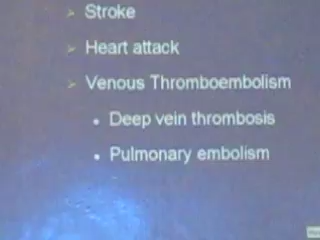 Stroke
Heart attack
Venous Thromboembolism
Deep vein thrombosis
Pulmonary embolism